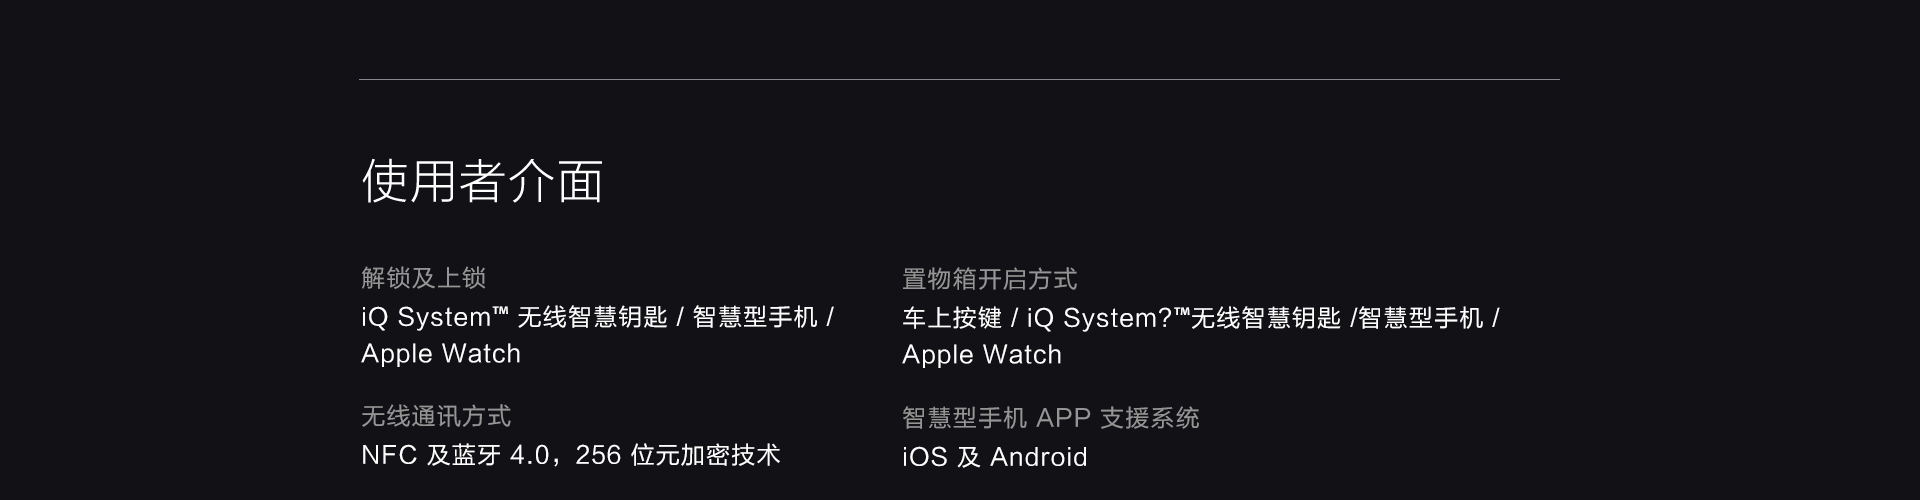 使用者介面
解锁及上锁
iQ System™ 无线智慧钥匙 / 智慧型手机 /
Apple Watch
置物箱开启方式
车上按键 / iQ System?™无线智慧钥匙 /智慧型手机 /
Apple Watch
无线通讯方式
NFC 及蓝牙 4.0，256 位元加密技术
智慧型手机 APP 支援系统
iOS 及 Android